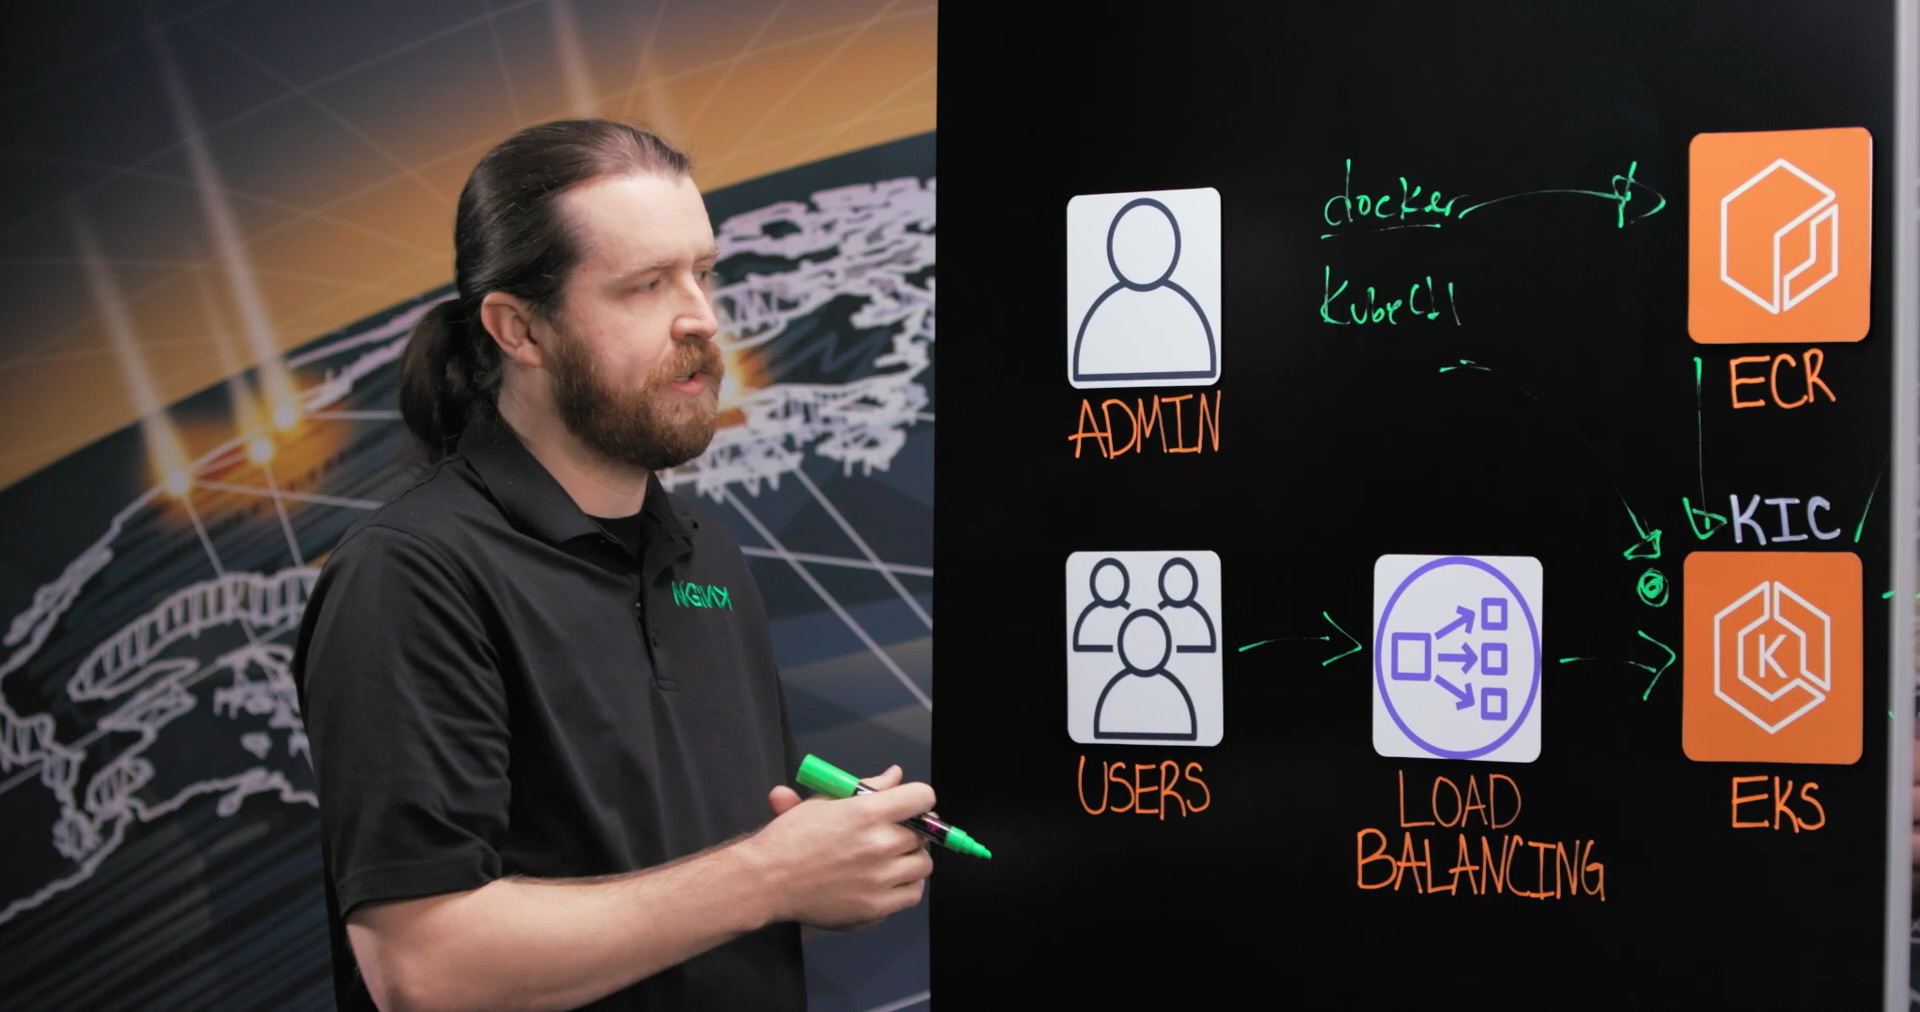 NGINX
docker
KubeCtl
ADMIN
ECR
KIC
K
USERS
LOAD
BALANCING
EKS